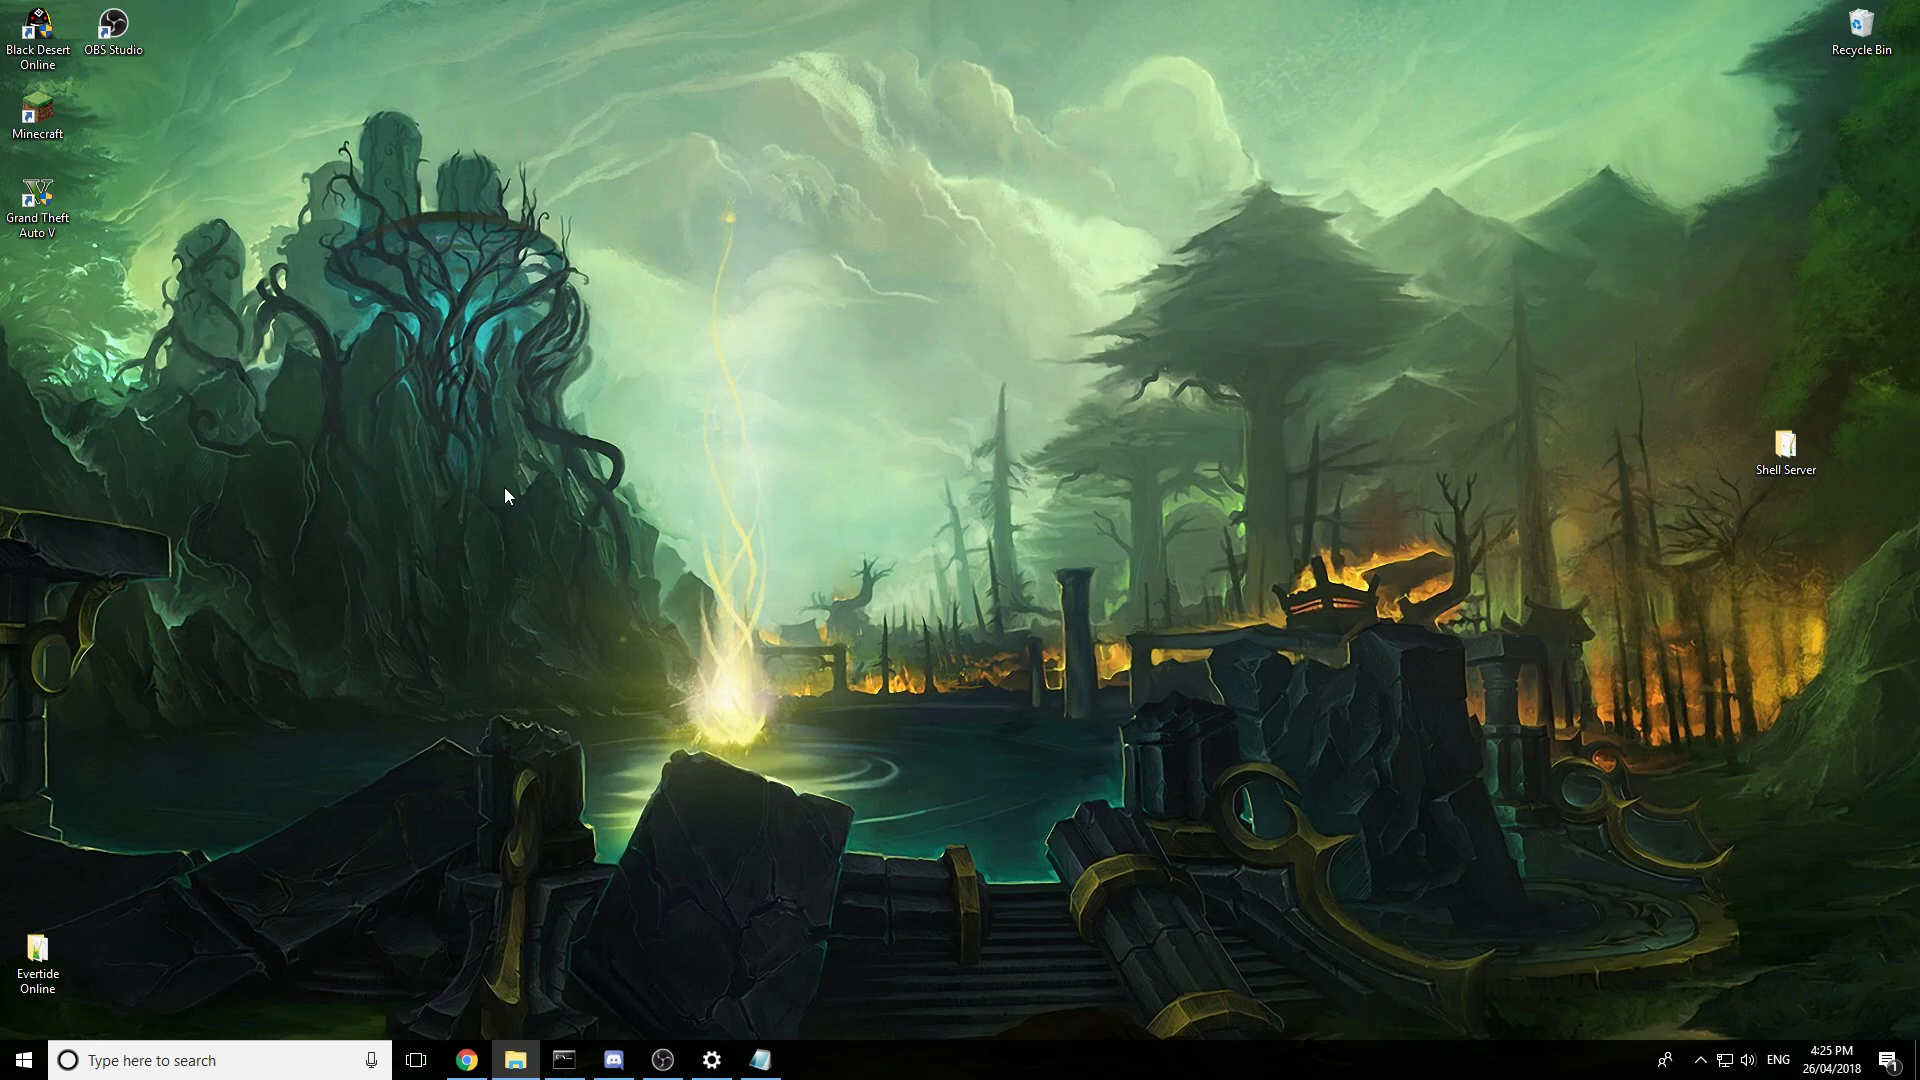 Black Desert
Online
OBS Studio
Recycle Bin
Minecraft
Grand Theft
Auto V
Shell Server
Evertide
Online
Type here to search
ENG
4:25 PM
26/04/2018
1